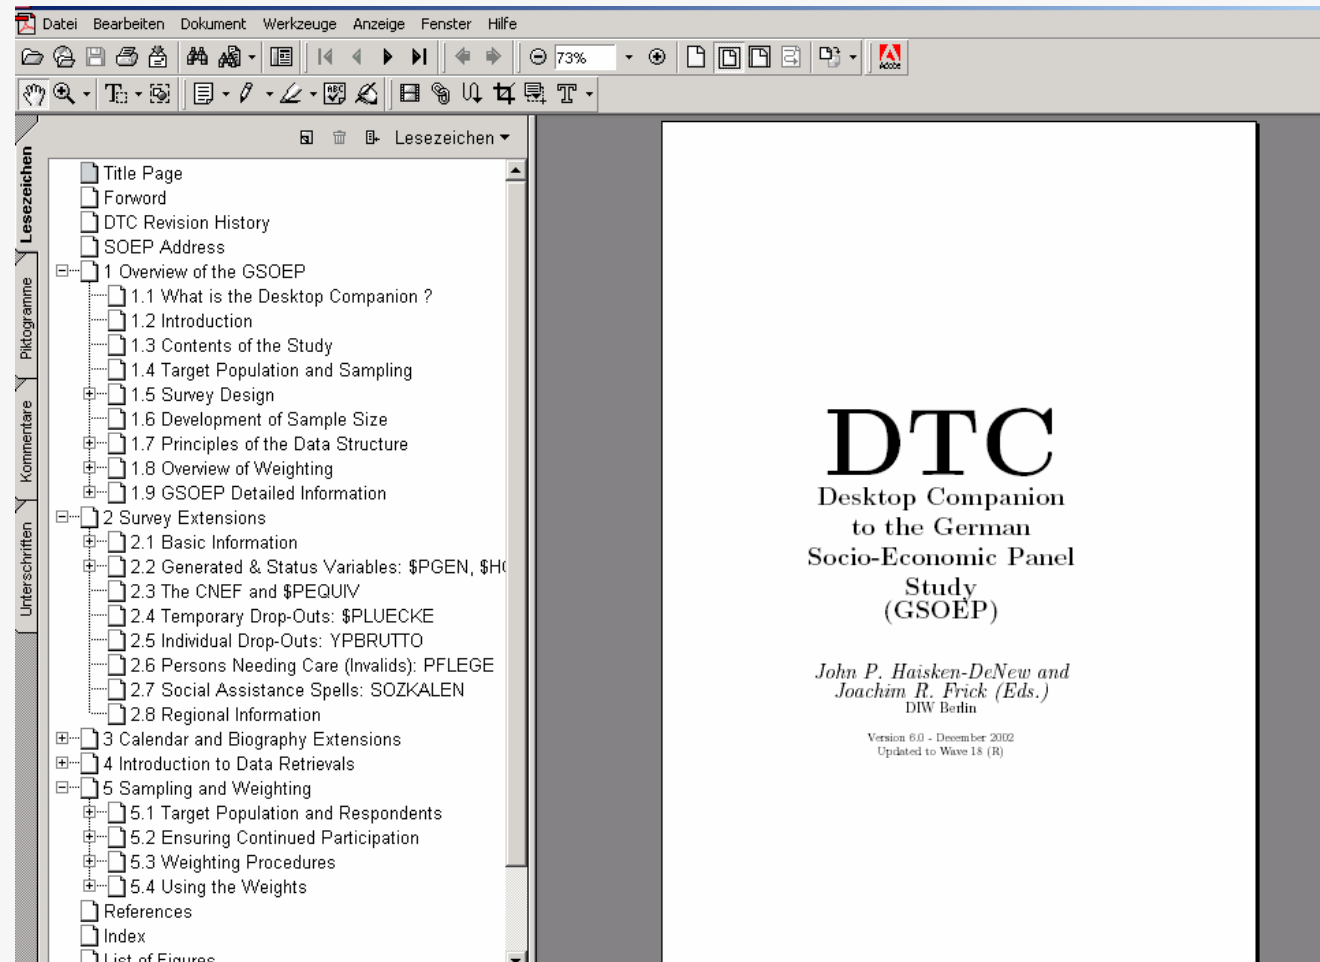 Datei Bearbeiten Dokument Werkzeuge Anzeige Fenster Hilfe
73%
Adobe
Lesezeichen
Lesezeichen
Piktogramme
Kommentare
Unterschriften
Title Page
Forword
DTC Revision History
SOEP Address
1 Overview of the GSOEP
1.1 What is the Desktop Companion ?
1.2 Introduction
1.3 Contents of the Study
1.4 Target Population and Sampling
1.5 Survey Design
1.6 Development of Sample Size
1.7 Principles of the Data Structure
1.8 Overview of Weighting
1.9 GSOEP Detailed Information
2 Survey Extensions
2.1 Basic Information
2.2 Generated & Status Variables: $PGEN, $H
2.3 The CNEF and $PEQUIV
2.4 Temporary Drop-Outs: $PLUECKE
2.5 Individual Drop-Outs: YPBRUTTO
2.6 Persons Needing Care (Invalids): PFLEGE
2.7 Social Assistance Spells: SOZKALEN
2.8 Regional Information
3 Calendar and Biography Extensions
4 Introduction to Data Retrievals
5 Sampling and Weighting
5.1 Target Population and Respondents
5.2 Ensuring Continued Participation
5.3 Weighting Procedures
5.4 Using the Weights
References
Index
List of Figures
DTC
Desktop Companion
to the German
Socio-Economic Panel
Study
(GSOEP)
John P. Haisken-DeNew and
Joachim R. Frick (Eds.)
DIW Berlin
Version 6.0 - December 2002
Updated to Wave 18 (R)